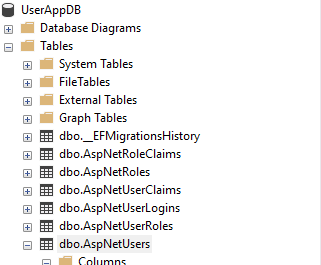 UserAppDB
Database Diagrams
Tables
System Tables
FileTables
External Tables
Graph Tables
dbo.__EFMigrationsHistory
dbo.AspNetRoleClaims
dbo.AspNetRoles
dbo.AspNetUserClaims
dbo.AspNetUserLogins
dbo.AspNetUserRoles
dbo.AspNetUsers
Columns